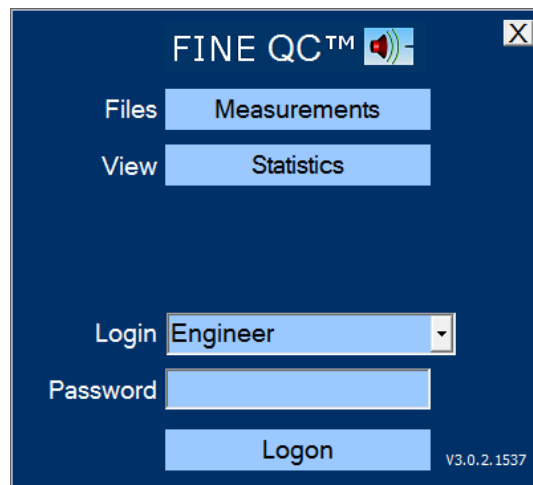 X
FINE QC™
Files Measurements
View Statistics
Login Engineer
Password
Logon
V3.0.2.1537